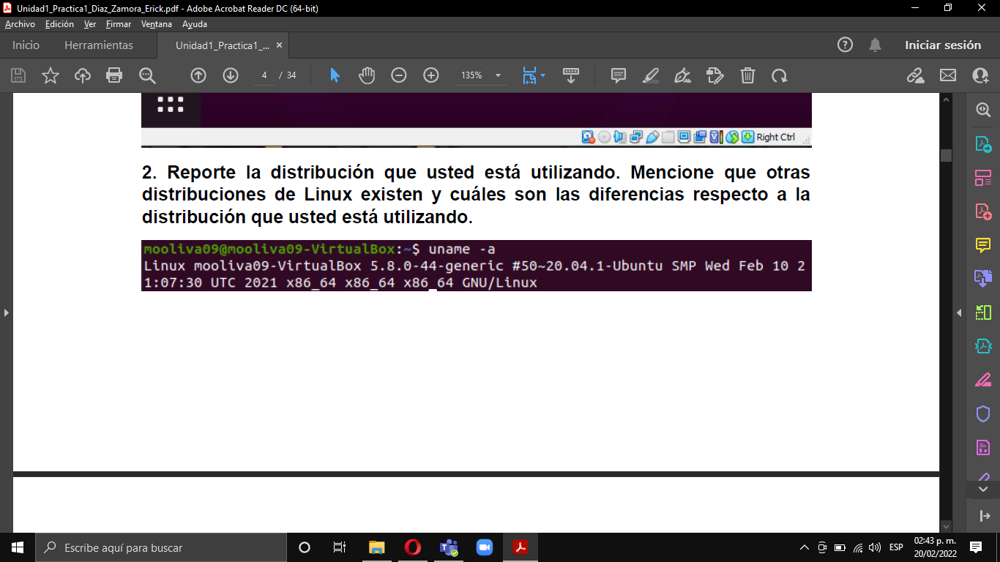 Unidad1_Practica1_Diaz_Zamora_Erick.pdf - Adobe Acrobat Reader DC (64-bit)
Archivo Edición Ver Firmar Ventana Ayuda
Inicio Herramientas Unidad1_Practica1_... × Iniciar sesión
4 / 34 135%
Right Ctrl
2. Reporte la distribución que usted está utilizando. Mencione que otras
distribuciones de Linux existen y cuáles son las diferencias respecto a la
distribución que usted está utilizando.
mooliva09@mooliva09-VirtualBox:~$ uname -a
Linux mooliva09-VirtualBox 5.8.0-44-generic #50~20.04.1-Ubuntu SMP Wed Feb 10 2
1:07:30 UTC 2021 x86_64 x86_64 x86_64 GNU/Linux
Escribe aquí para buscar
ESP
02:43 p. m.
20/02/2022